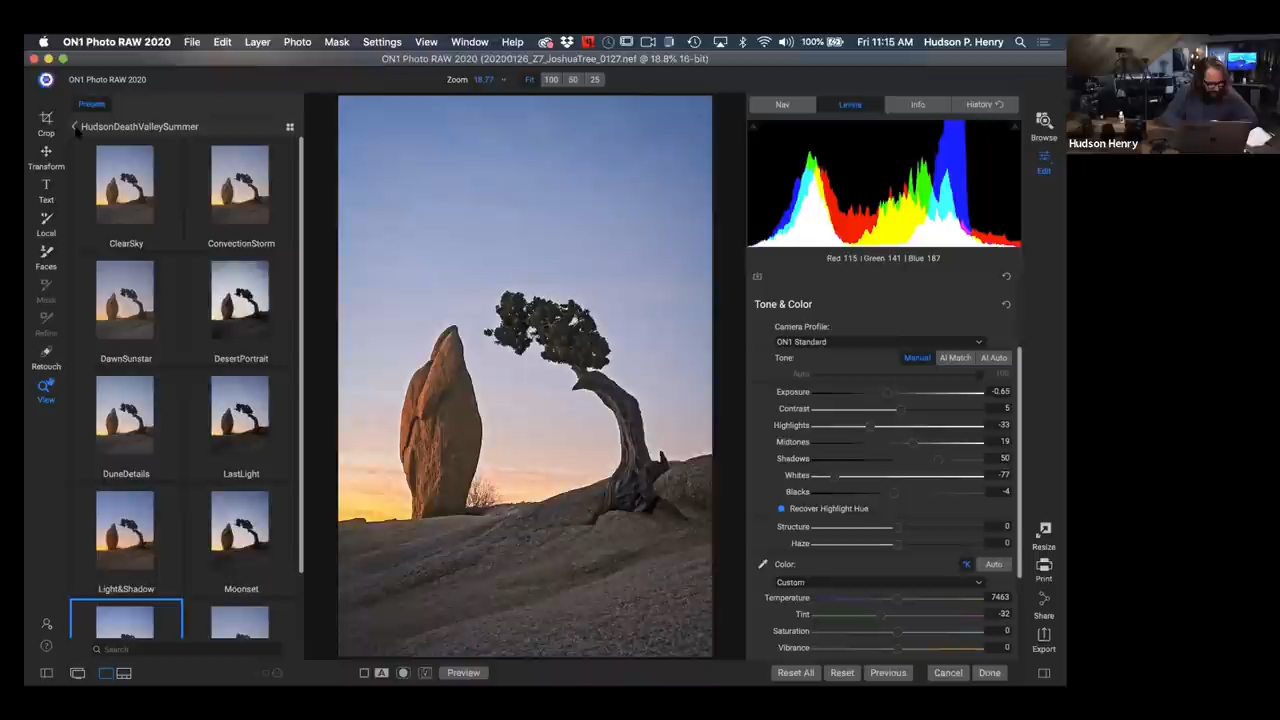 ON1 Photo RAW 2020 File Edit Layer Photo Mask Settings View Window Help 100% Fri 11:15 AM Hudson P. Henry
ON1 Photo RAW 2020 (20200126_Z7_JoshuaTree_0127.nef @ 18.8% 16-bit)
ON1 Photo RAW 2020 Zoom 18.77 Fit 100 50 25
Presets
HudsonDeathValleySummer
Crop
Transform
Text
Local
Faces
Mask
Refine
Retouch
View
ClearSky ConvectionStorm
DawnSunstar DesertPortrait
DuneDetails LastLight
Light&Shadow Moonset
Search
A Preview
Nav Levels Info History
Red 115 | Green 141 | Blue 187
Tone & Color
Camera Profile:
ON1 Standard
Tone: Manual AI Match AI Auto
Auto 100
Exposure -0.65
Contrast 5
Highlights -33
Midtones 19
Shadows 50
Whites -77
Blacks -4
Recover Highlight Hue
Structure 0
Haze 0
Color: °K Auto
Custom
Temperature 7463
Tint -32
Saturation 0
Vibrance 0
Reset All Reset Previous Cancel Done
Browse
Edit
Resize
Print
Share
Export
Hudson Henry